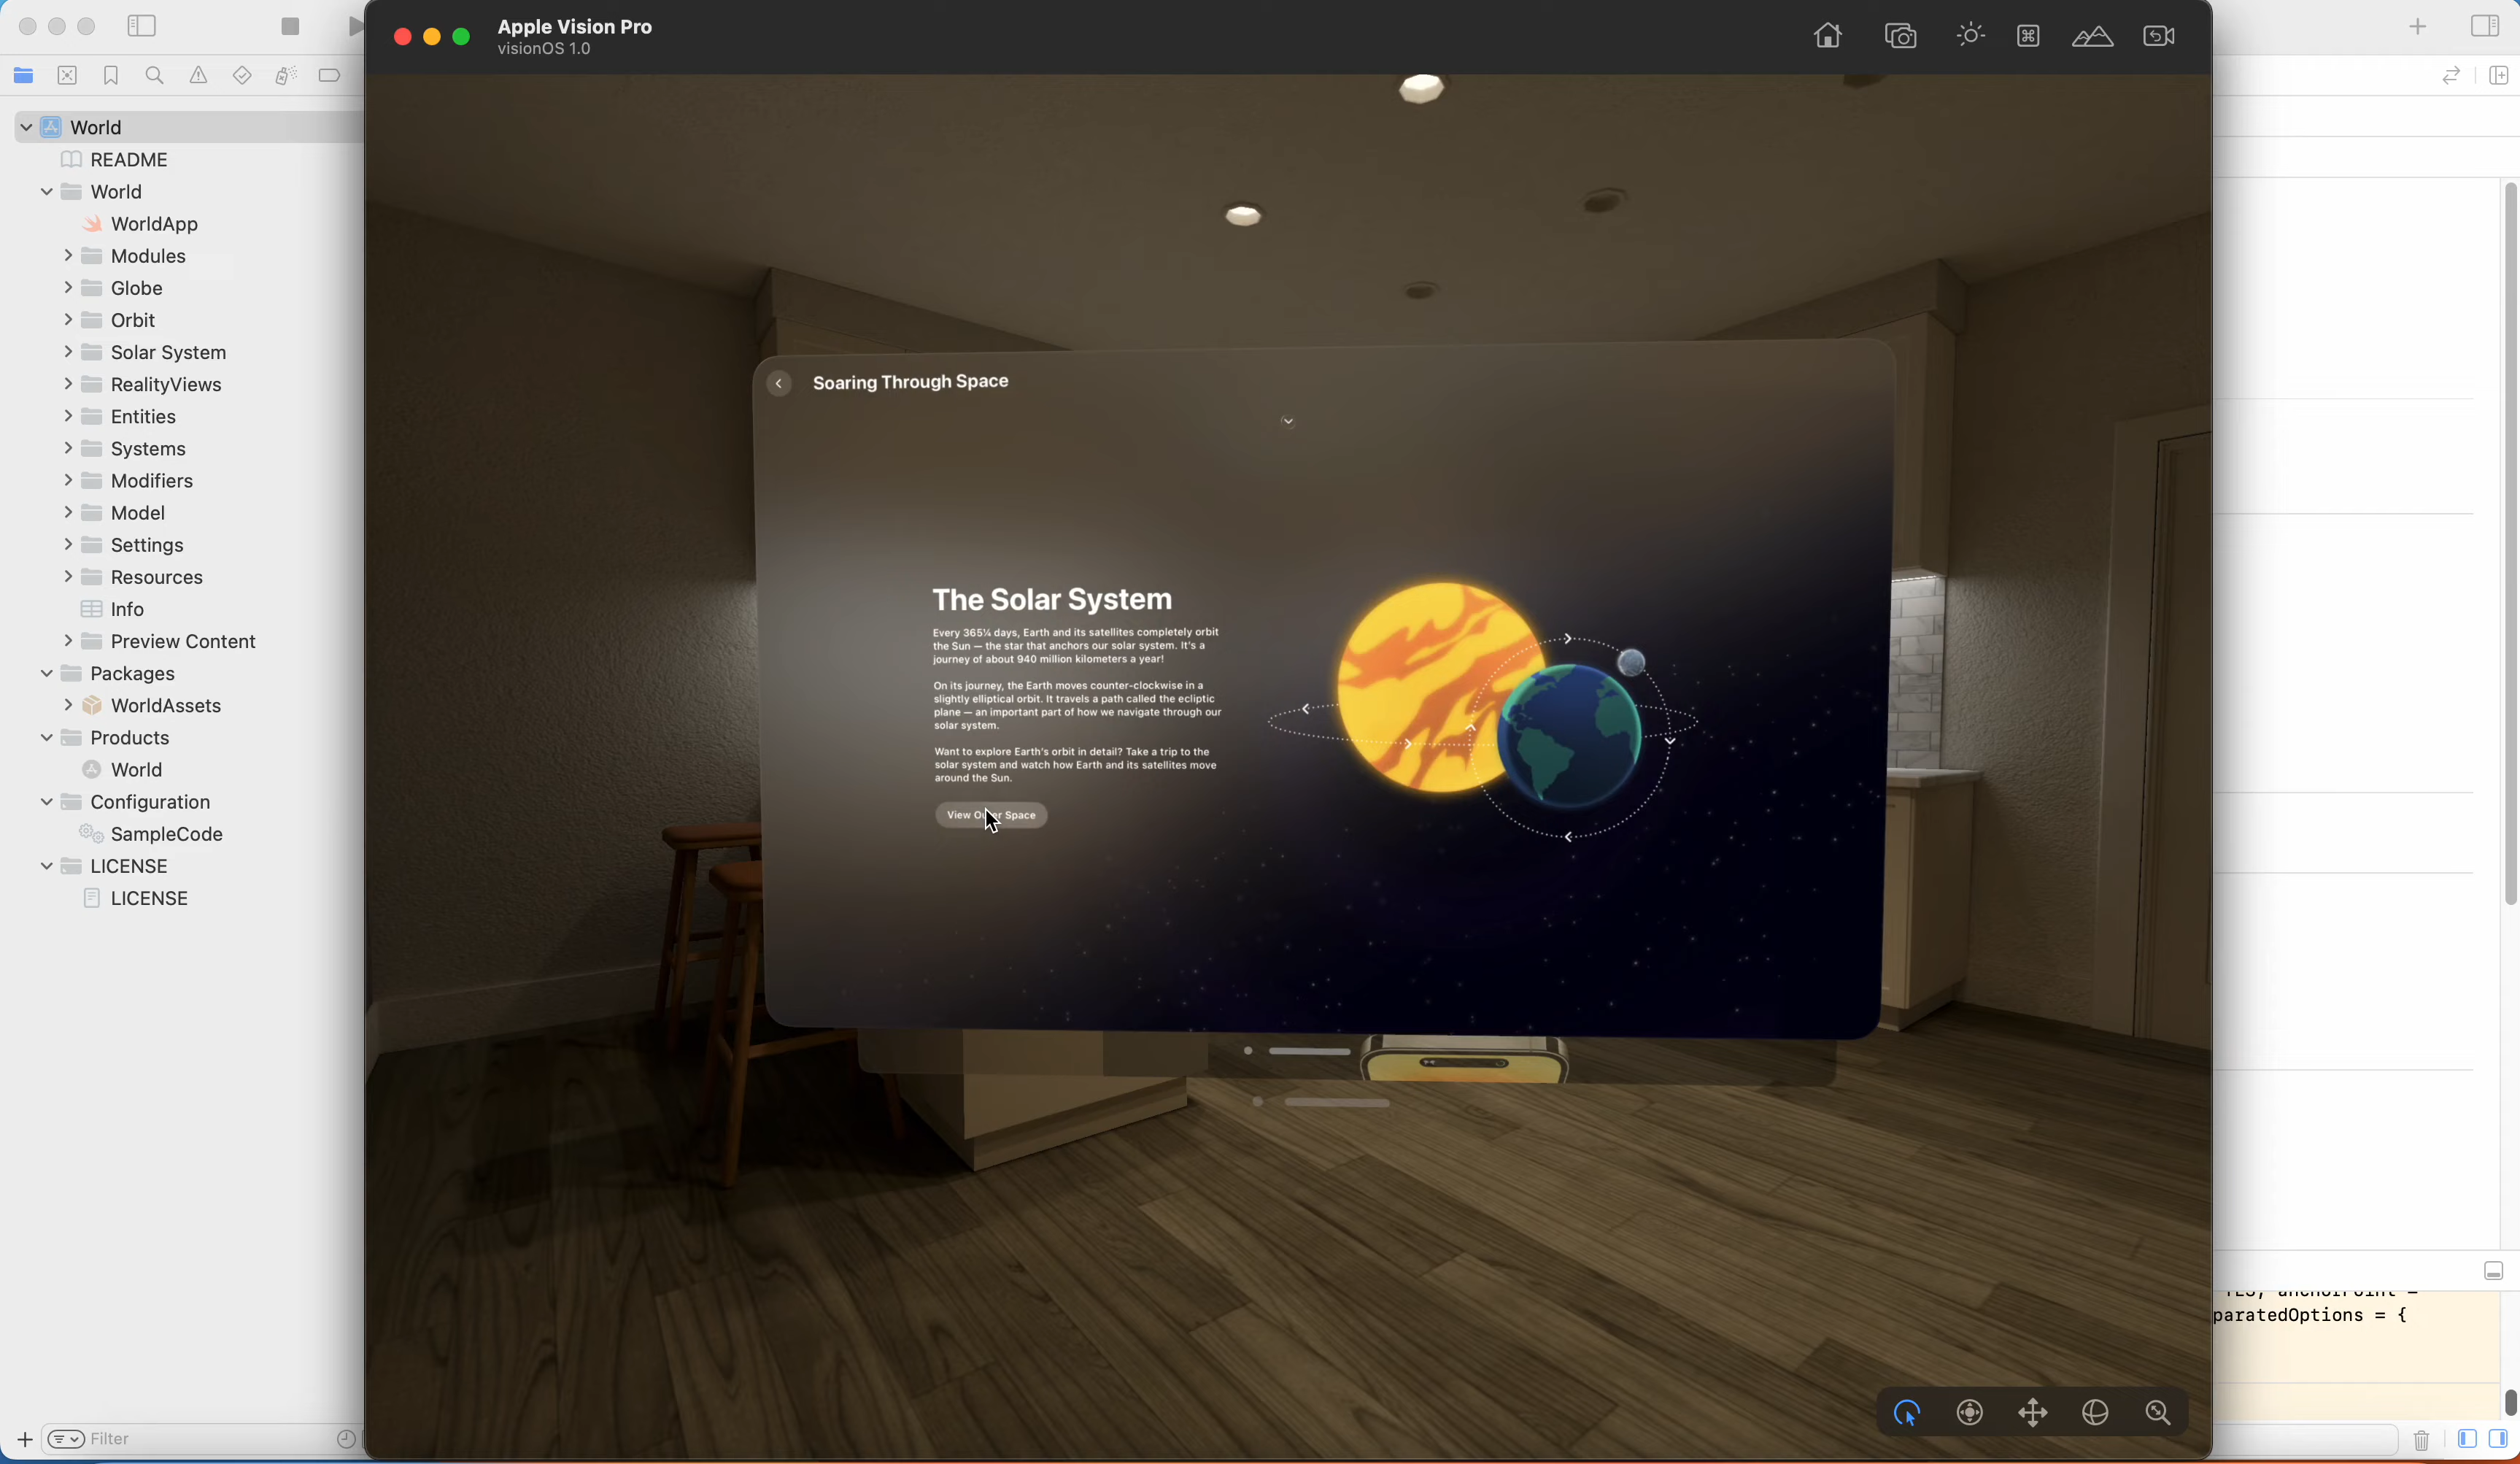 Apple Vision Pro
visionOS 1.0
World
README
World
WorldApp
Modules
Globe
Orbit
Solar System
RealityViews
Entities
Systems
Modifiers
Model
Settings
Resources
Info
Preview Content
Packages
WorldAssets
Products
World
Configuration
SampleCode
LICENSE
LICENSE
Filter
Soaring Through Space
The Solar System
Every 365¼ days, Earth and its satellites completely orbit
the Sun — the star that anchors our solar system. It's a
journey of about 940 million kilometers a year!
On its journey, the Earth moves counter-clockwise in a
slightly elliptical orbit. It travels a path called the ecliptic
plane — an important part of how we navigate through our
solar system.
Want to explore Earth's orbit in detail? Take a trip to the
solar system and watch how Earth and its satellites move
around the Sun.
View Outer Space
paratedOptions = {